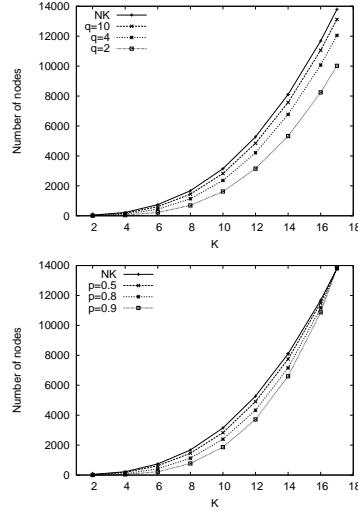 14000
12000
10000
8000
6000
4000
2000
0
Number of nodes
NK
q=10
q=4
q=2
2 4 6 8 10 12 14 16 18
K
14000
12000
10000
8000
6000
4000
2000
0
Number of nodes
NK
p=0.5
p=0.8
p=0.9
2 4 6 8 10 12 14 16 18
K